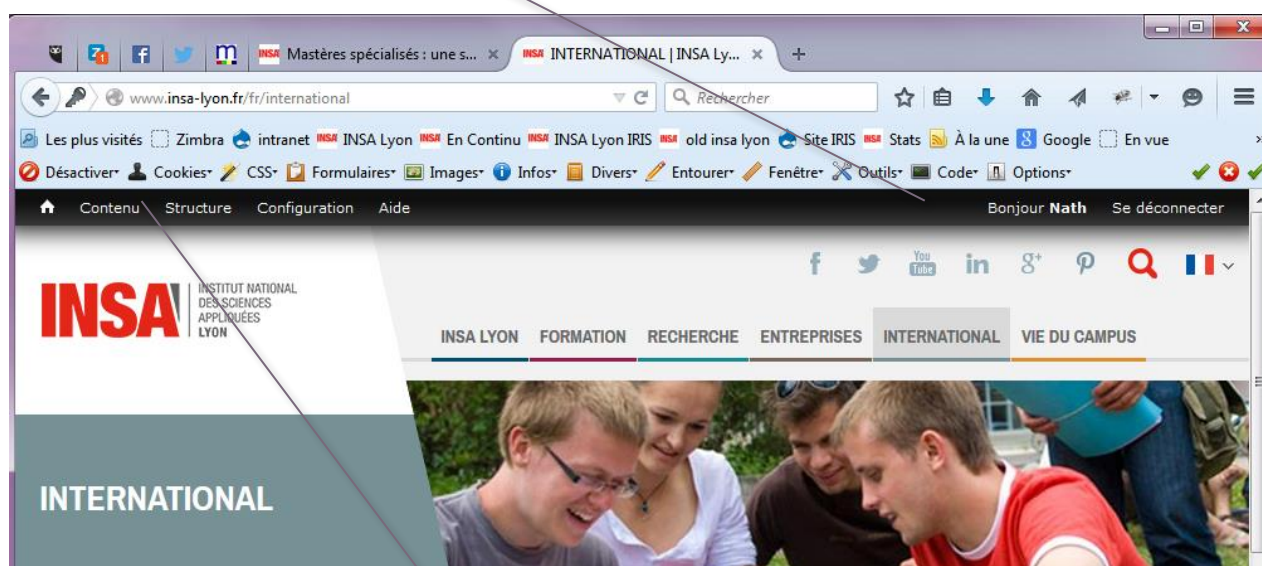 Mastères spécialisés : une s... INTERNATIONAL | INSA Ly...
www.insa-lyon.fr/fr/international Rechercher
Les plus visités Zimbra intranet INSA Lyon En Continu INSA Lyon IRIS old insa lyon Site IRIS Stats À la une Google En vue
Désactiver Cookies CSS Formulaires Images Infos Divers Entourer Fenêtre Outils Code Options
Contenu Structure Configuration Aide Bonjour Nath Se déconnecter
You
Tube
INSA
INSTITUT NATIONAL
DES SCIENCES
APPLIQUÉES
LYON
INSA LYON FORMATION RECHERCHE ENTREPRISES INTERNATIONAL VIE DU CAMPUS
INTERNATIONAL